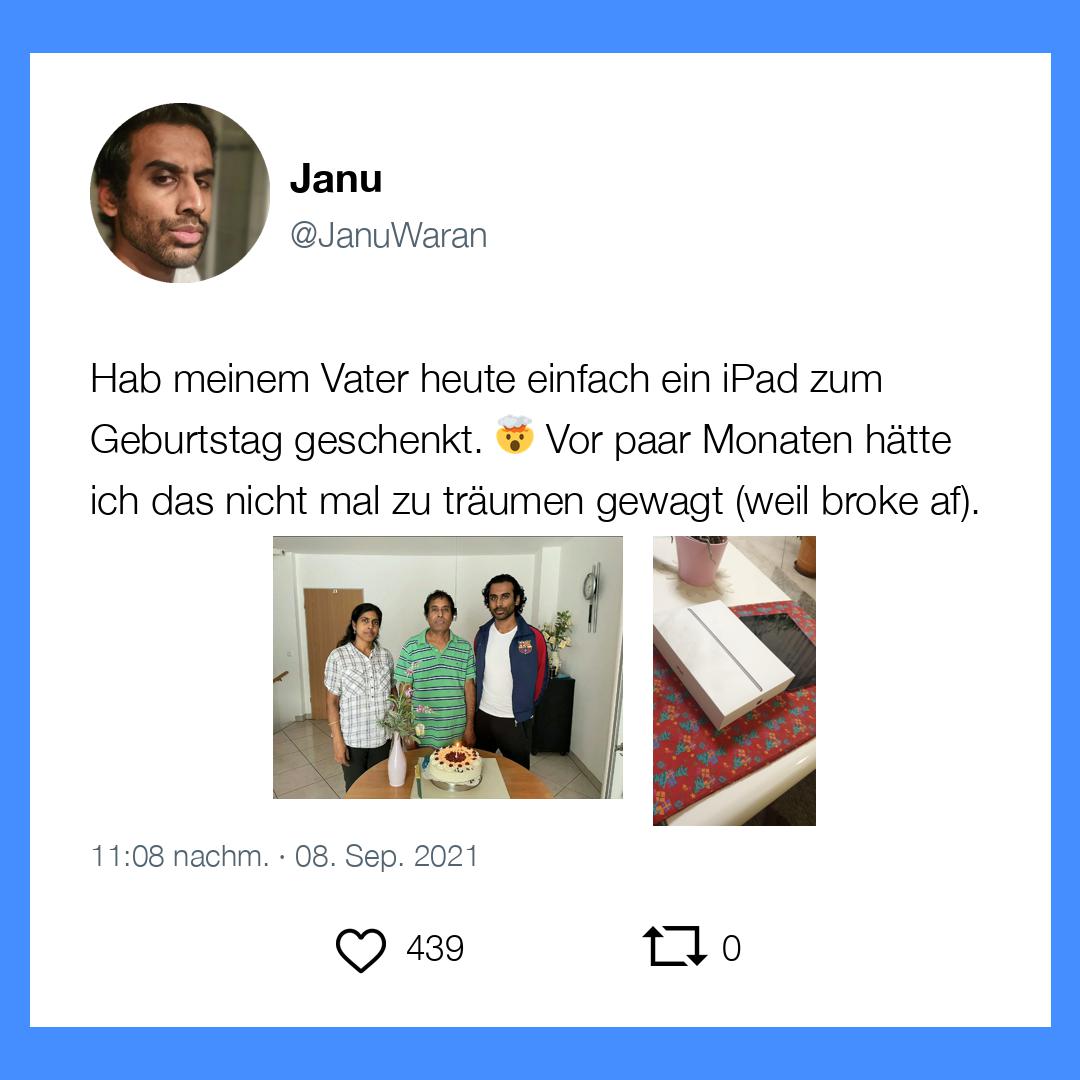 Janu
@JanuWaran
Hab meinem Vater heute einfach ein iPad zum
Geburtstag geschenkt. 🤯 Vor paar Monaten hätte
ich das nicht mal zu träumen gewagt (weil broke af).
11:08 nachm. · 08. Sep. 2021
439
0